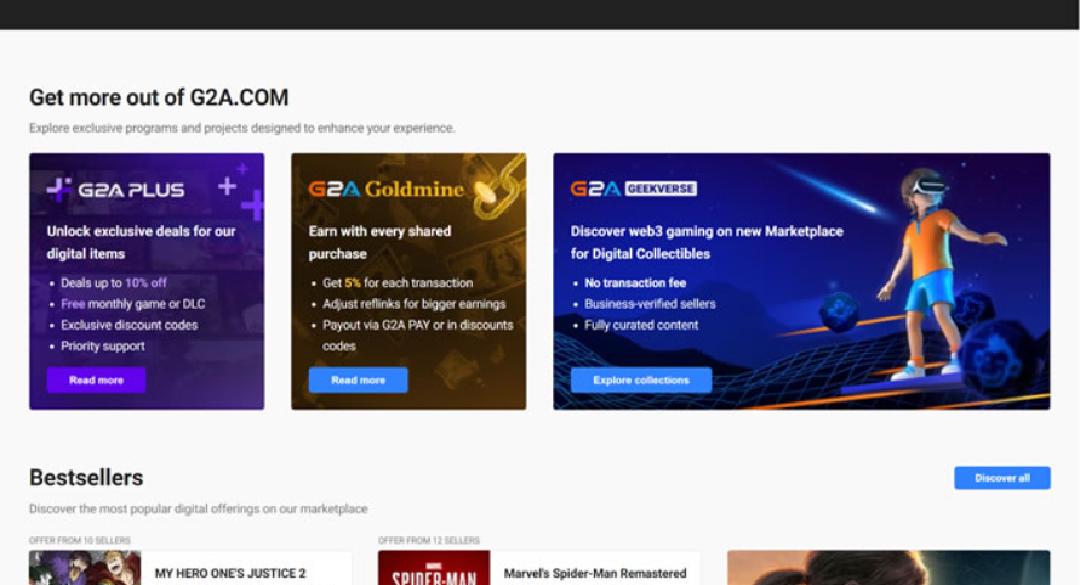 Get more out of G2A.COM
Explore exclusive programs and projects designed to enhance your experience.
G2A PLUS
Unlock exclusive deals for our
digital items
• Deals up to 10% off
• Free monthly game or DLC
• Exclusive discount codes
• Priority support
Read more
G2A Goldmine
Earn with every shared
purchase
• Get 5% for each transaction
• Adjust reflinks for bigger earnings
• Payout via G2A PAY or in discounts
codes
Read more
G2A GEEKVERSE
Discover web3 gaming on new Marketplace
for Digital Collectibles
• No transaction fee
• Business-verified sellers
• Fully curated content
Explore collections
Bestsellers
Discover all
Discover the most popular digital offerings on our marketplace
OFFER FROM 10 SELLERS
MY HERO ONE'S JUSTICE 2
OFFER FROM 12 SELLERS
MARVEL
SPIDER-MAN
Marvel's Spider-Man Remastered